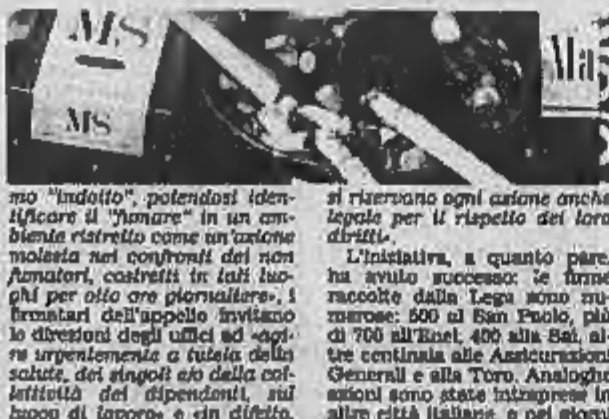 MS
MS
Ma
mo "indotto", potendosi iden-
tificare il "fumare" in un am-
biente ristretto come un'azione
molesta nei confronti dei non
fumatori, costretti in tali luo-
ghi per otto ore giornaliere», i
firmatari dell'appello invitano
le direzioni degli uffici ad «agi-
re urgentemente a tutela della
salute, dei singoli e/o della col-
lettività dei dipendenti, sul
luogo di lavoro» e «in difetto,
si riservano ogni azione anche
legale per il rispetto dei loro
diritti».
L'iniziativa, a quanto pare,
ha avuto successo: le firme
raccolte dalla Lega sono nu-
merose: 500 al San Paolo, più
di 700 all'Enel, 400 alla Sai, al-
tre centinaia alle Assicurazioni
Generali e alla Toro. Analoghe
azioni sono state intraprese in
altre città italiane.